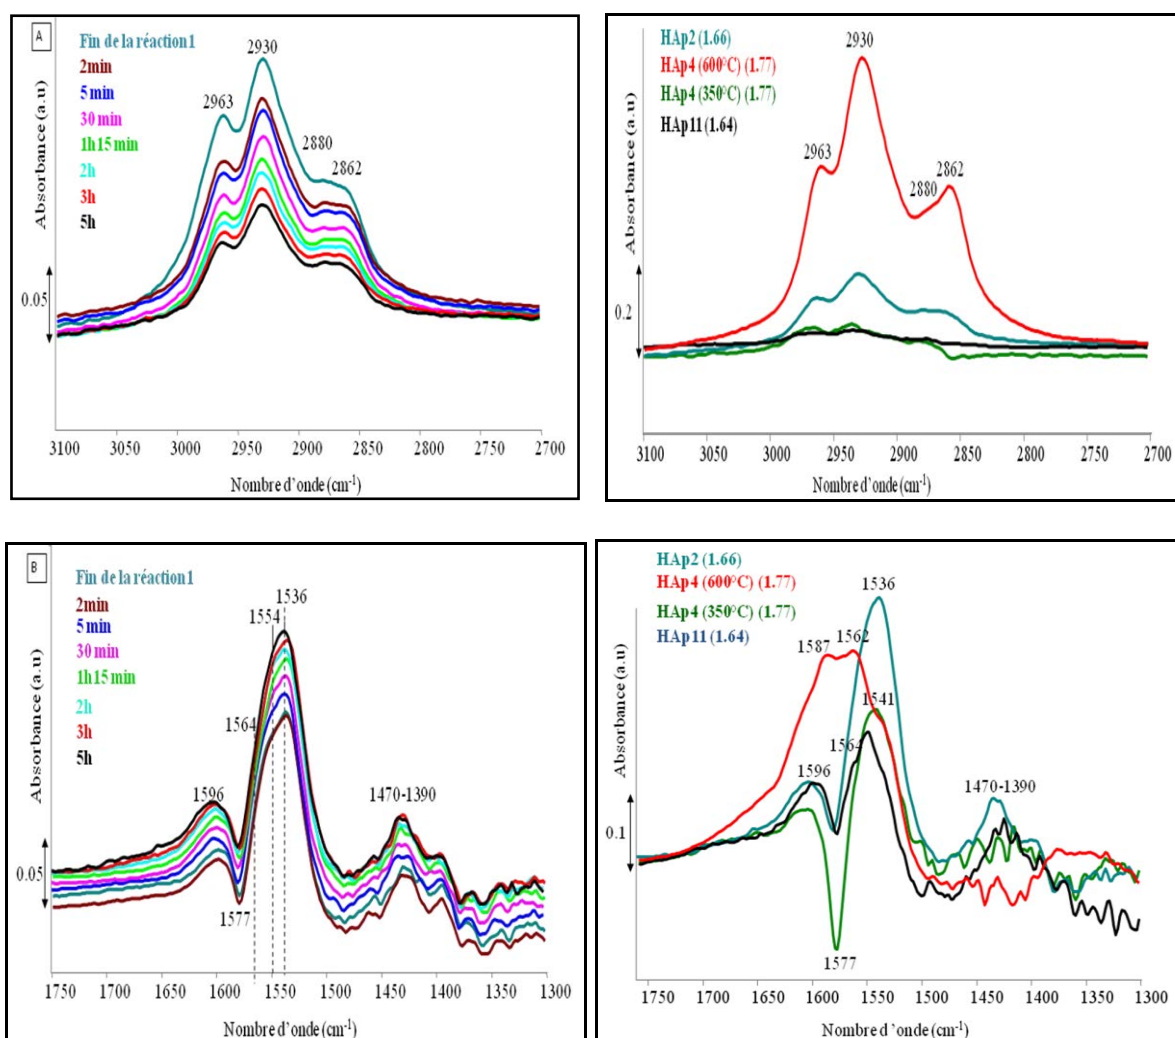 A
Fin de la réaction1
2min
5 min
30 min
1h15min
2h
3h
5h
2930
2963
2880
2862
Absorbance (a.u)
0.05
3100 3050 3000 2950 2900 2850 2800 2750 2700
Nombre d’onde (cm-1)
HAp2 (1.66)
HAp4 (600°C) (1.77)
HAp4 (350°C) (1.77)
HAp11 (1.64)
2930
2963
2880
2862
Absorbance (a.u)
0.2
3100 3050 3000 2950 2900 2850 2800 2750 2700
Nombre d’onde (cm-1)
B
Fin de la réaction1
2min
5 min
30 min
1h15min
2h
3h
5h
1536
1554
1564
1596
1577
1470-1390
Absorbance (a.u)
0.05
1750 1700 1650 1600 1550 1500 1450 1400 1350 1300
Nombre d’onde (cm-1)
HAp2 (1.66)
HAp4 (600°C) (1.77)
HAp4 (350°C) (1.77)
HAp11 (1.64)
1536
1587
1562
1541
1564
1596
1470-1390
1577
Absorbance (a.u)
0.1
1750 1700 1650 1600 1550 1500 1450 1400 1350 1300
Nombre d’onde (cm-1)